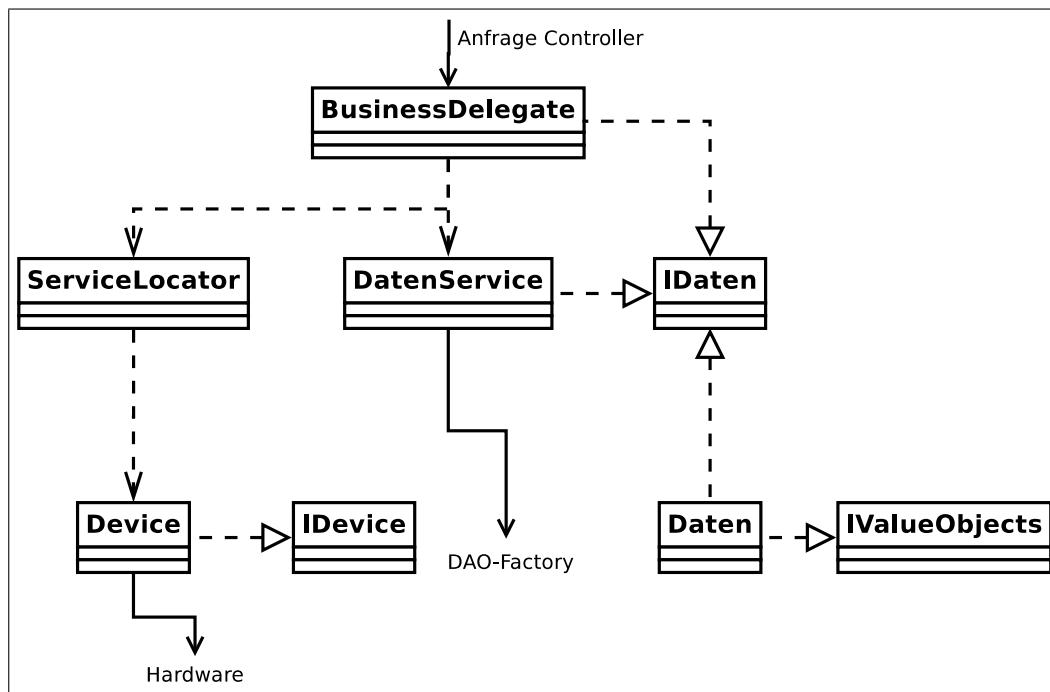 Anfrage Controller
BusinessDelegate
ServiceLocator
DatenService
IDaten
Device
IDevice
Daten
IValueObjects
DAO-Factory
Hardware